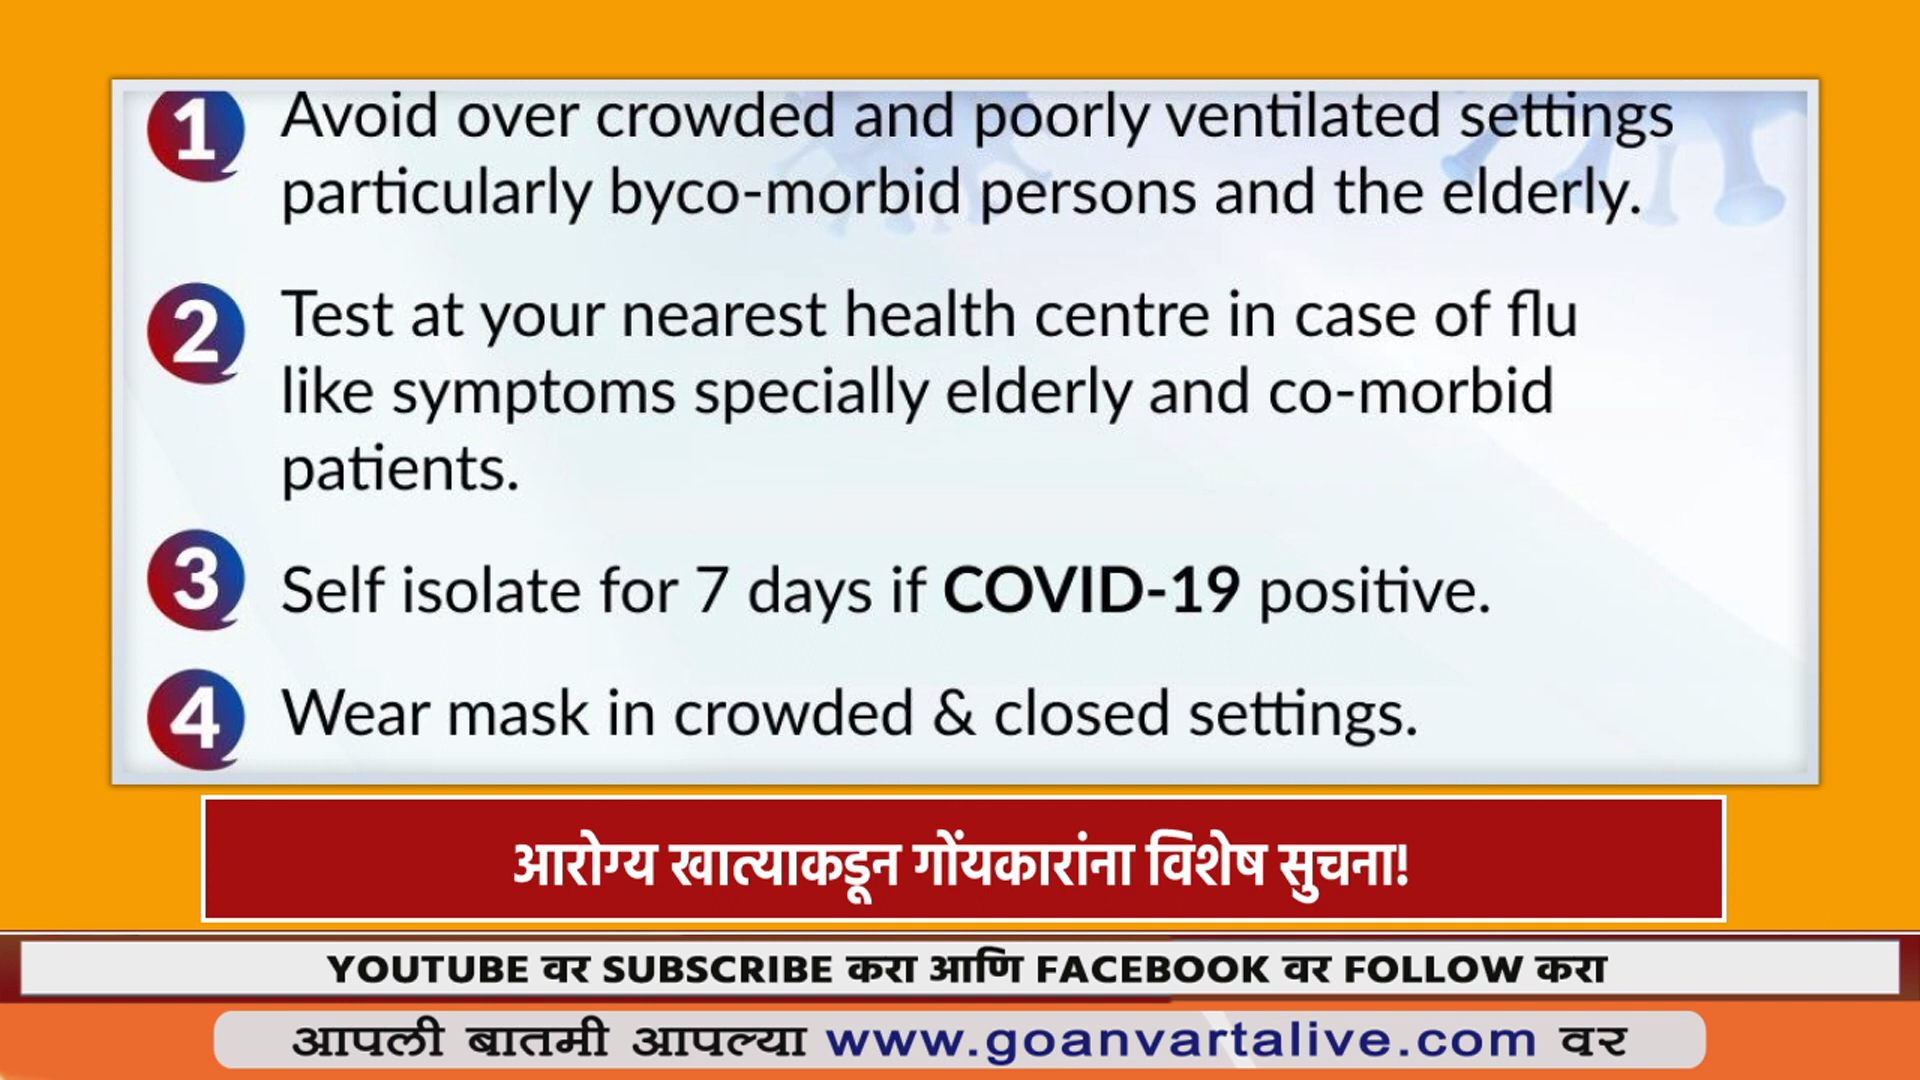 1 Avoid over crowded and poorly ventilated settings
particularly byco-morbid persons and the elderly.
2 Test at your nearest health centre in case of flu
like symptoms specially elderly and co-morbid
patients.
3 Self isolate for 7 days if COVID-19 positive.
4 Wear mask in crowded & closed settings.
आरोग्य खात्याकडून गोंयकारांना विशेष सुचना!
YOUTUBE वर SUBSCRIBE करा आणि FACEBOOK वर FOLLOW करा
आपली बातमी आपल्या www.goanvartalive.com वर